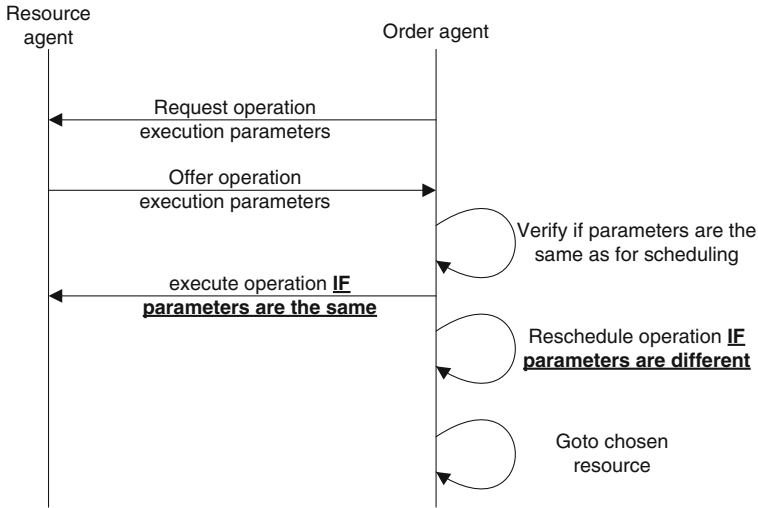 Resource
agent
Order agent
Request operation
execution parameters
Offer operation
execution parameters
Verify if parameters are the
same as for scheduling
execute operation IF
parameters are the same
Reschedule operation IF
parameters are different
Goto chosen
resource